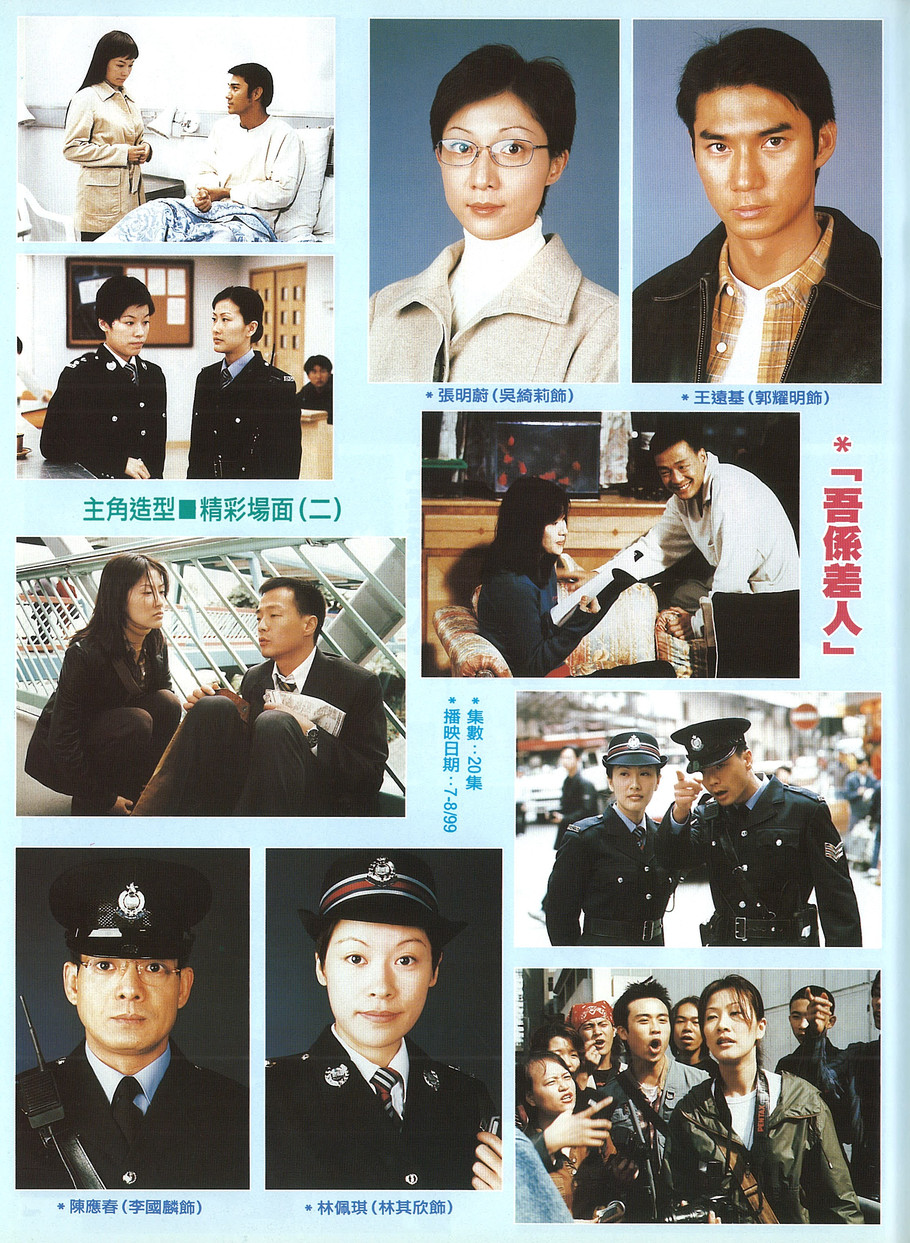 *張明蔚(吳綺莉飾)
*王遠基(郭耀明飾)
*「吾係差人」
主角造型■精彩場面(二)
*集數:20集
*播映日期:7-8/99
*陳應春(李國麟飾)
*林佩琪(林其欣飾)
PENTAX